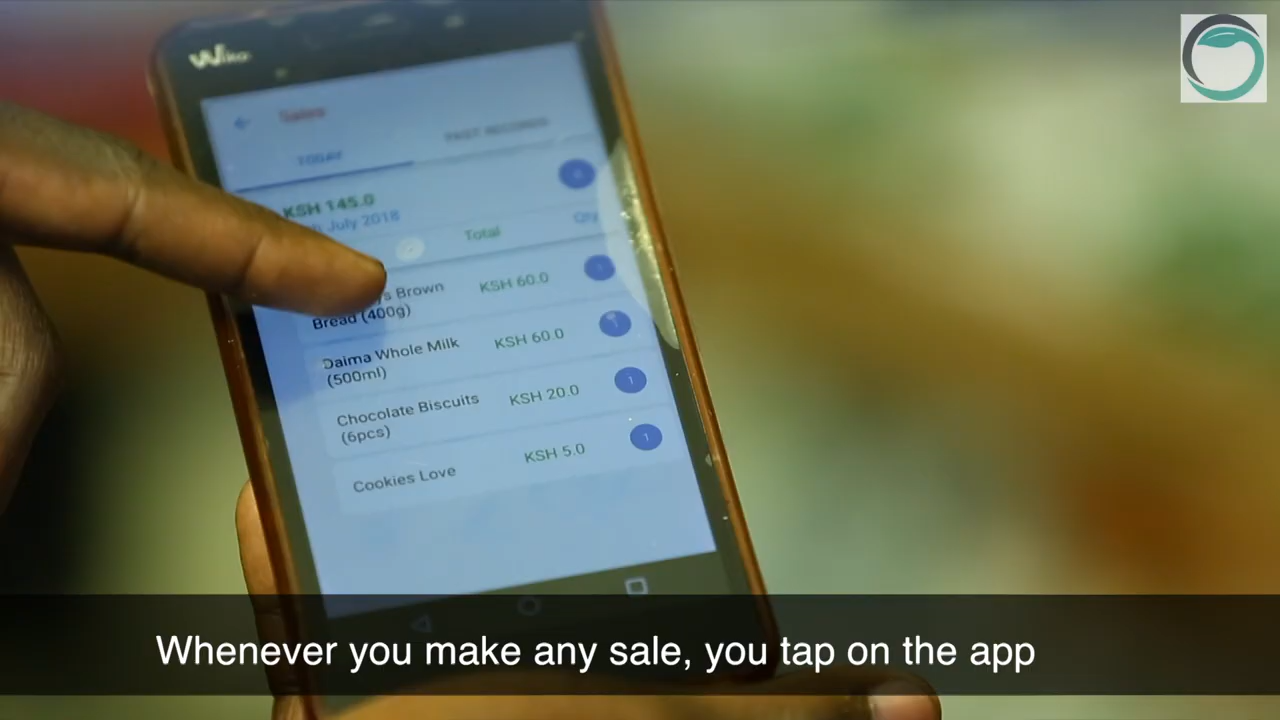 Wiko
Sales
TODAY
PAST RECORDS
KSH 145.0
July 2018
Total
Qty
Brown
Bread (400g)
KSH 60.0
Daima Whole Milk
(500ml)
KSH 60.0
1
Chocolate Biscuits
(6pcs)
KSH 20.0
1
Cookies Love
KSH 5.0
1
Whenever you make any sale, you tap on the app